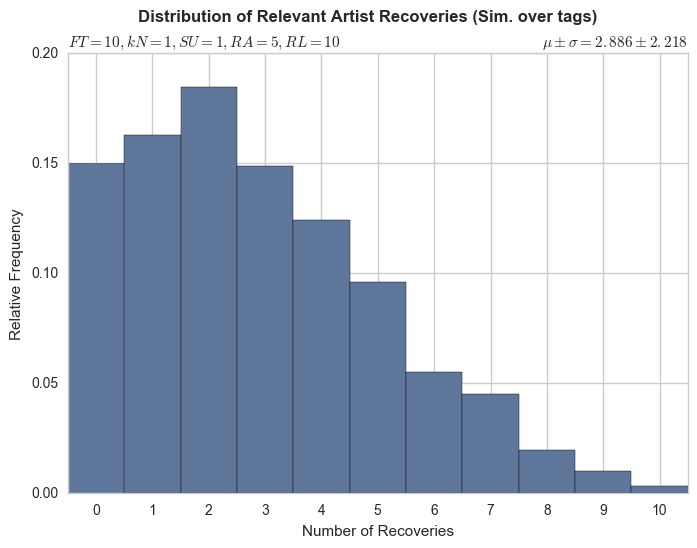 Distribution of Relevant Artist Recoveries (Sim. over tags)
FT = 10, kN = 1, SU = 1, RA = 5, RL = 10
μ ± σ = 2.886 ± 2.218
0.20
0.15
0.10
0.05
0.00
Relative Frequency
0 1 2 3 4 5 6 7 8 9 10
Number of Recoveries